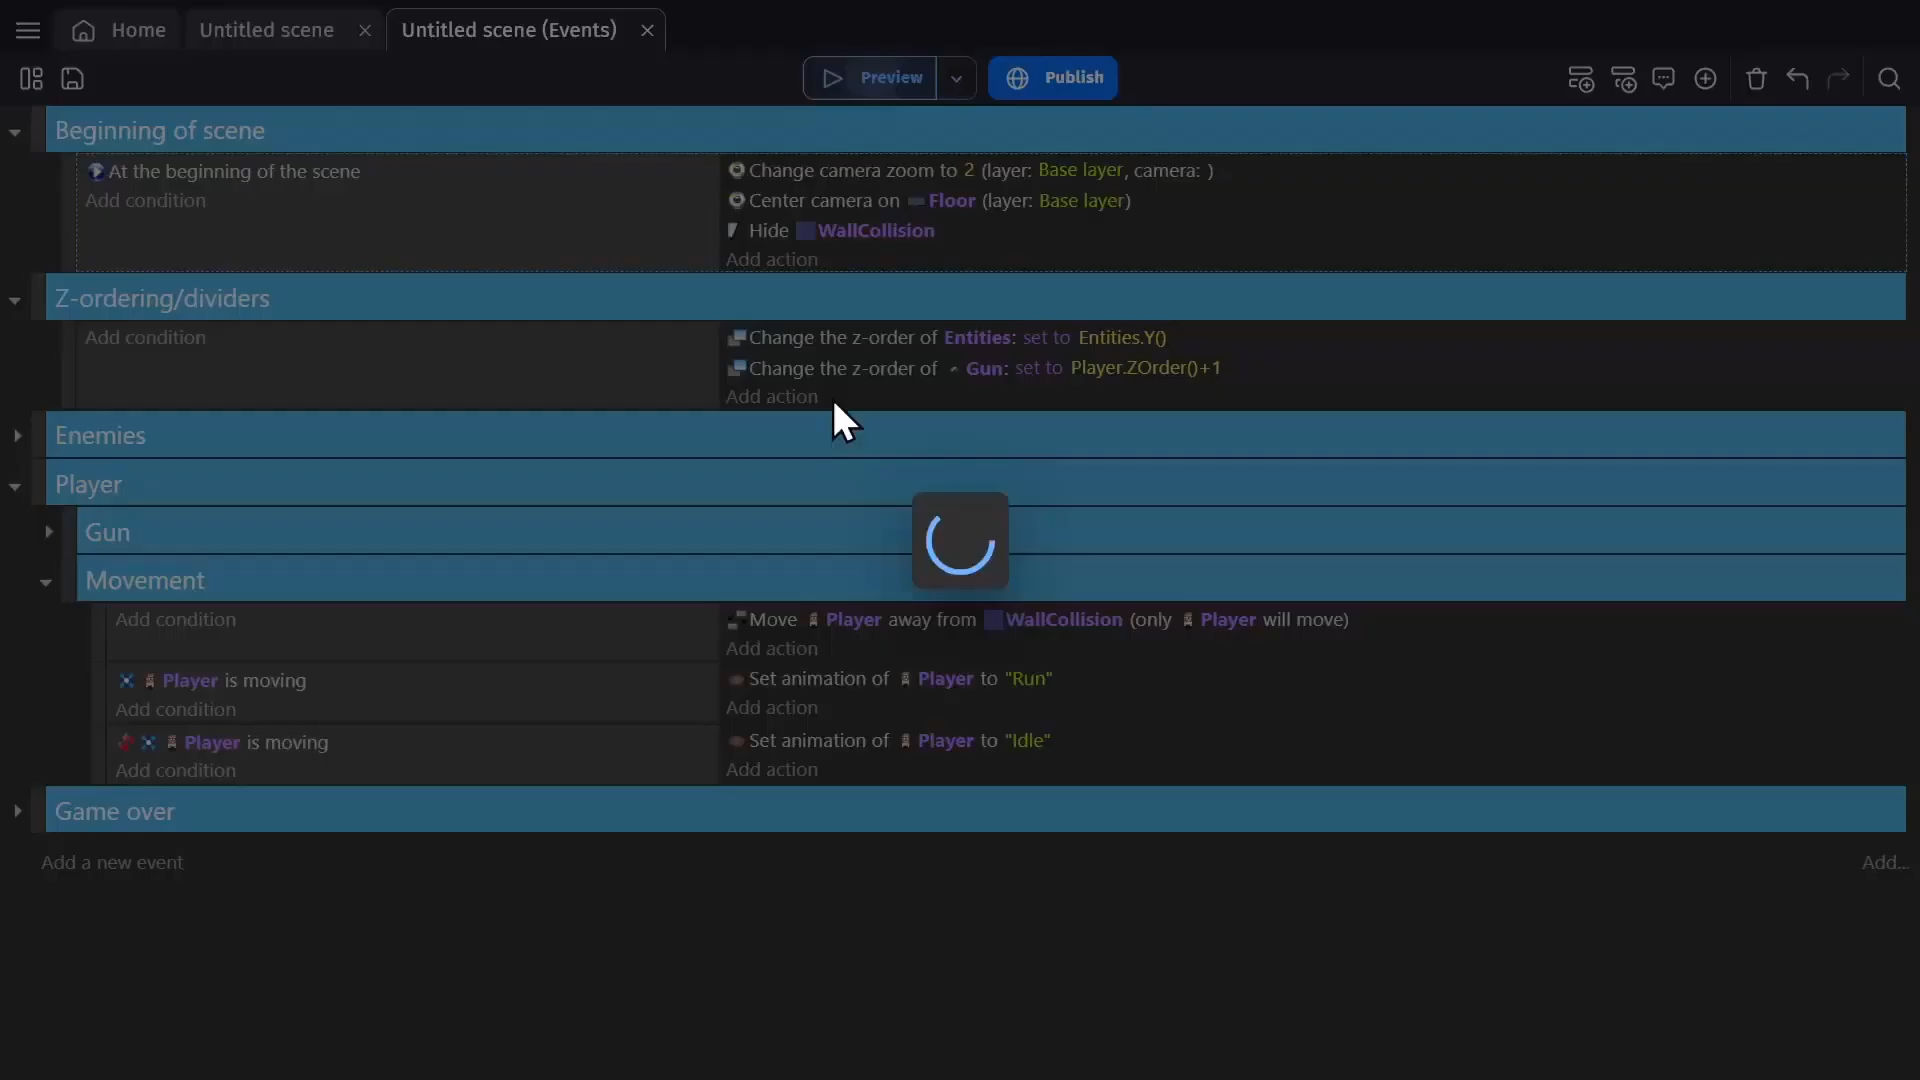 Home
Untitled scene
Untitled scene (Events)
Preview
Publish
Beginning of scene
At the beginning of the scene
Add condition
Change camera zoom to 2 (layer: Base layer, camera: )
Center camera on Floor (layer: Base layer)
Hide WallCollision
Add action
Z-ordering/dividers
Add condition
Change the z-order of Entities: set to Entities.Y()
Change the z-order of Gun: set to Player.ZOrder()+1
Add action
Enemies
Player
Gun
Movement
Add condition
Move Player away from WallCollision (only Player will move)
Add action
Player is moving
Add condition
Set animation of Player to "Run"
Add action
Player is moving
Add condition
Set animation of Player to "Idle"
Add action
Game over
Add a new event
Add...